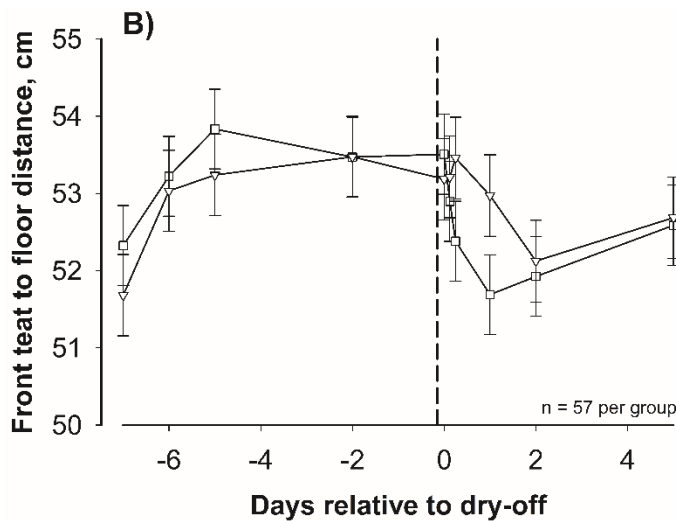 B)
Front teat to floor distance, cm
55
54
53
52
51
50
n = 57 per group
-6 -4 -2 0 2 4
Days relative to dry-off